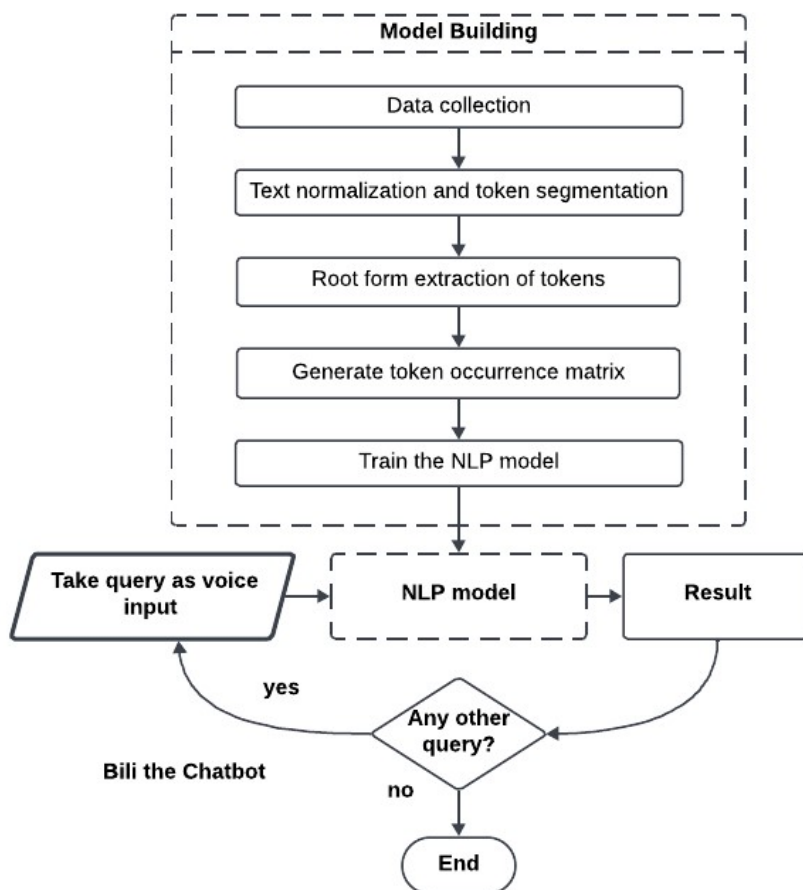 Model Building
Data collection
Text normalization and token segmentation
Root form extraction of tokens
Generate token occurrence matrix
Train the NLP model
Take query as voice
input
NLP model
Result
yes
Any other
query?
Bili the Chatbot
no
End